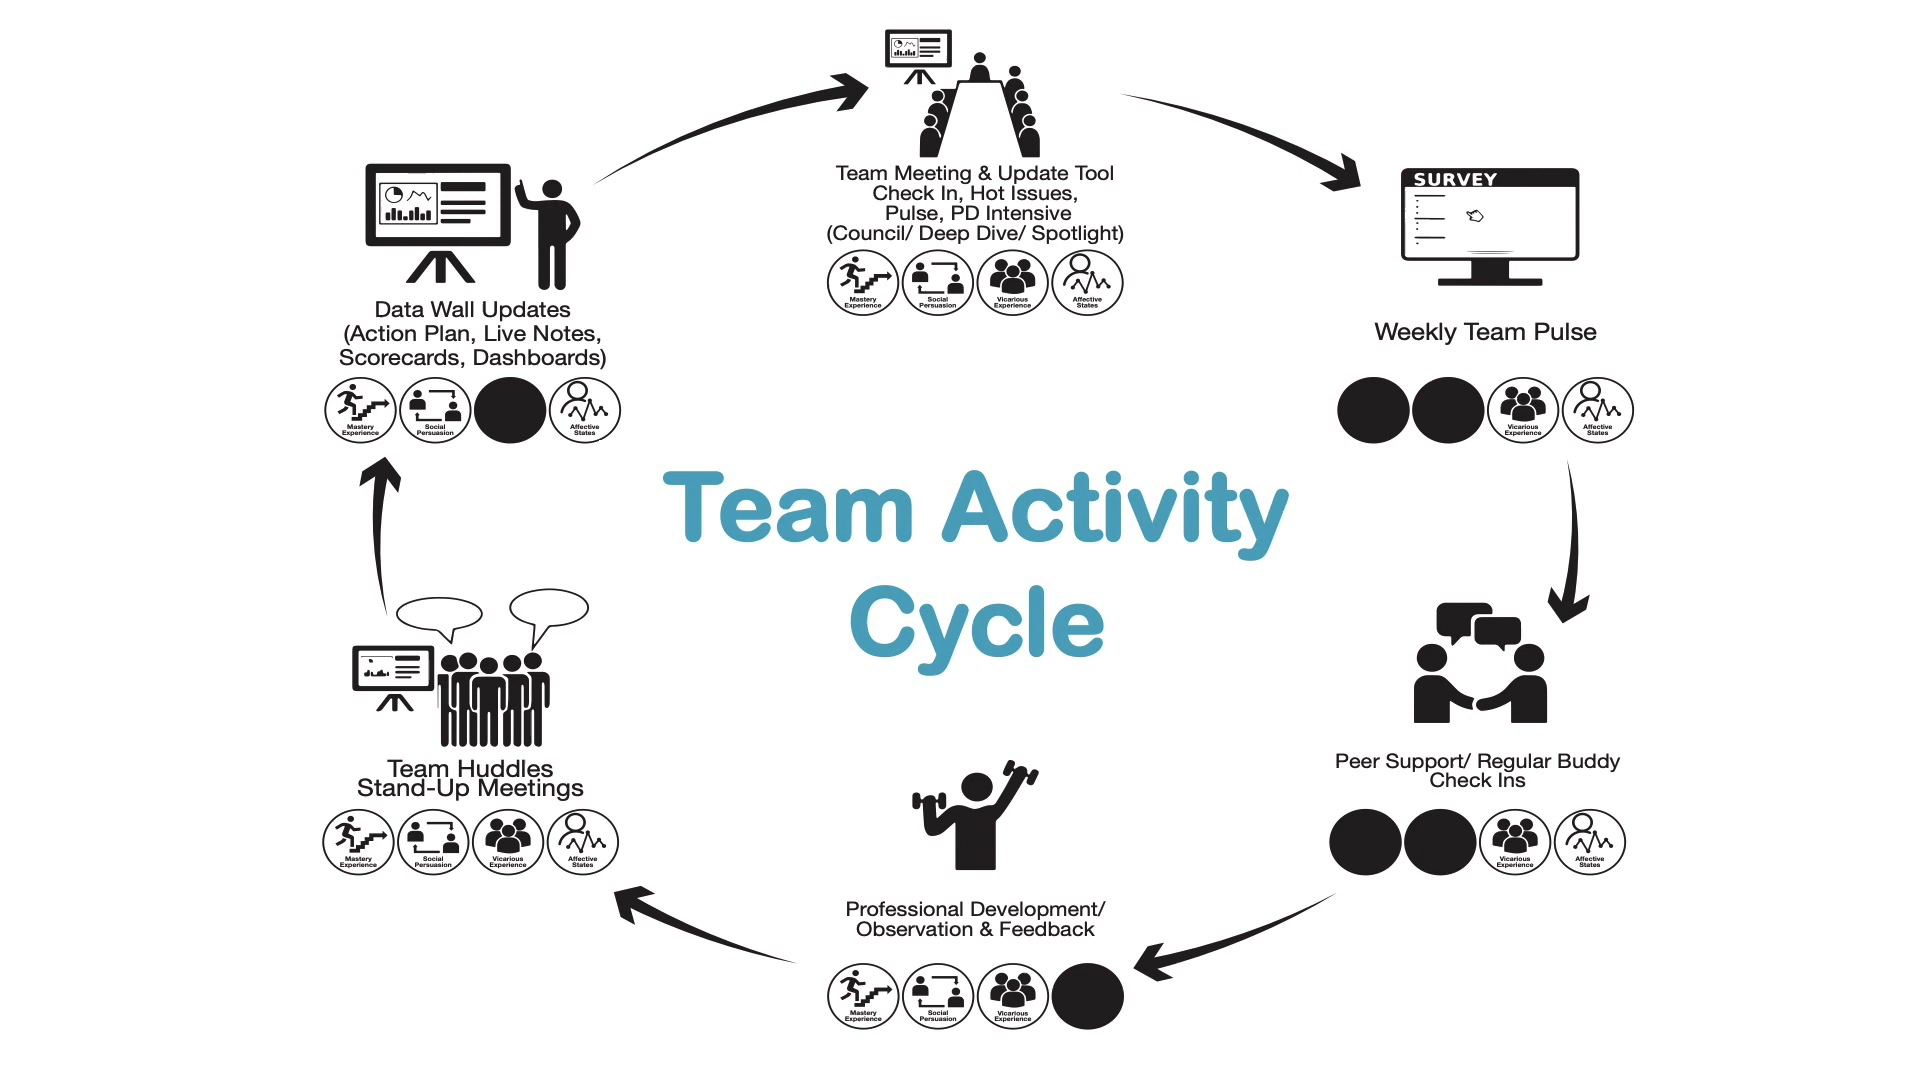 Team Meeting & Update Tool
Check In, Hot Issues,
Pulse, PD Intensive
(Council/ Deep Dive/ Spotlight)
Mastery
Experience
Social
Persuasion
Vicarious
Experience
Affective
States
SURVEY
Weekly Team Pulse
Vicarious
Experience
Affective
States
Peer Support/ Regular Buddy
Check Ins
Vicarious
Experience
Affective
States
Professional Development/
Observation & Feedback
Mastery
Experience
Social
Persuasion
Vicarious
Experience
Team Huddles
Stand-Up Meetings
Mastery
Experience
Social
Persuasion
Vicarious
Experience
Affective
States
Data Wall Updates
(Action Plan, Live Notes,
Scorecards, Dashboards)
Mastery
Experience
Social
Persuasion
Affective
States
Team Activity
Cycle